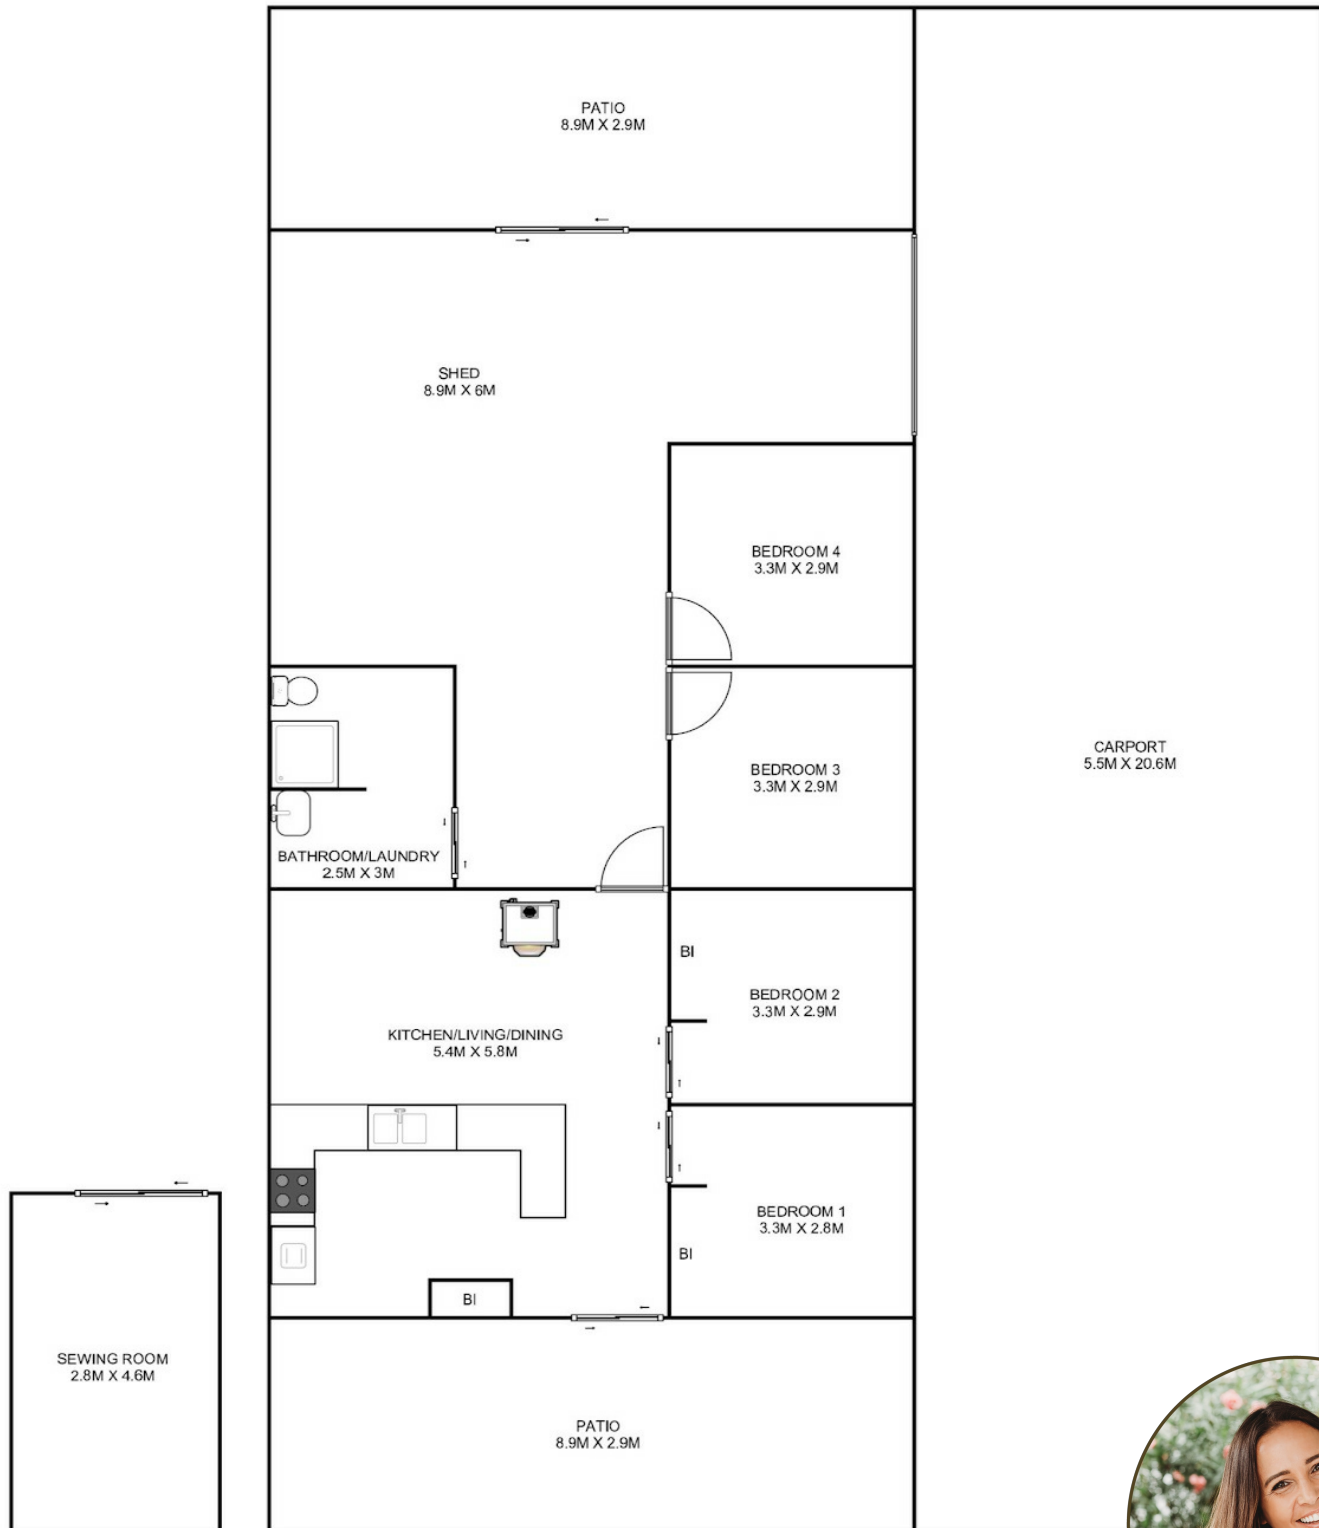 PATIO
8.9M X 2.9M
SHED
8.9M X 6M
BEDROOM 4
3.3M X 2.9M
CARPORT
5.5M X 20.6M
BEDROOM 3
3.3M X 2.9M
BATHROOM/LAUNDRY
2.5M X 3M
BI
BEDROOM 2
3.3M X 2.9M
KITCHEN/LIVING/DINING
5.4M X 5.8M
BEDROOM 1
3.3M X 2.8M
BI
BI
SEWING ROOM
2.8M X 4.6M
PATIO
8.9M X 2.9M